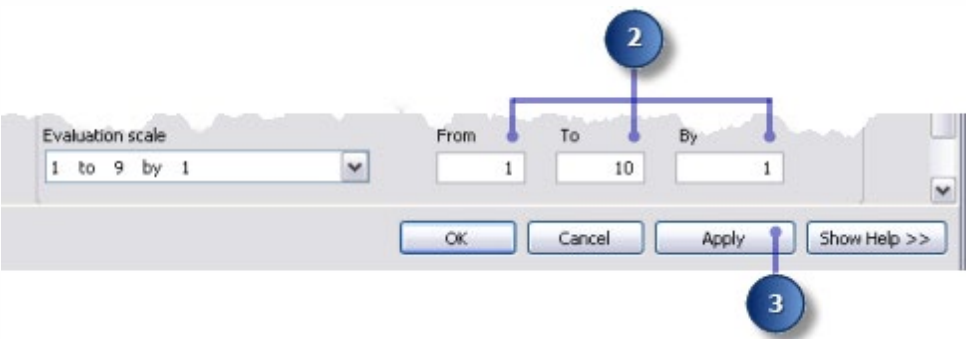 2
Evaluation scale From To By
1 to 9 by 1 1 10 1
OK Cancel Apply Show Help >>
3